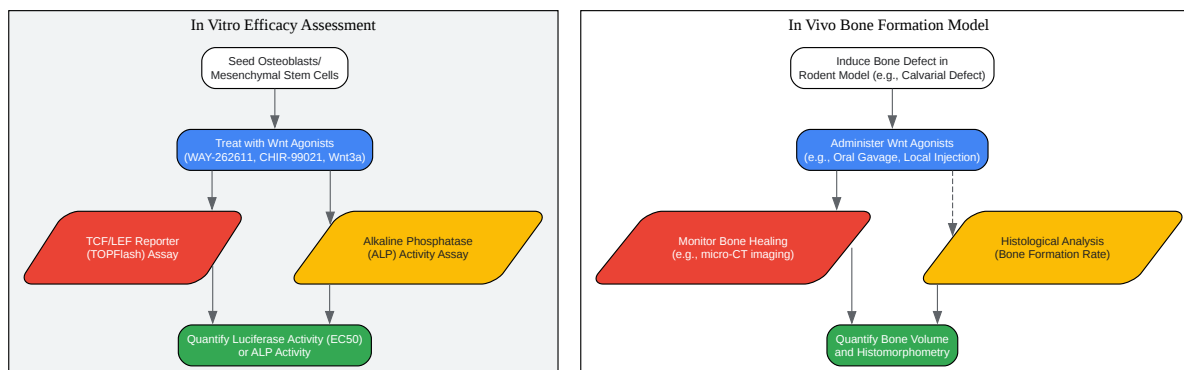 In Vitro Efficacy Assessment
Seed Osteoblasts/
Mesenchymal Stem Cells
Treat with Wnt Agonists
(WAY-262611, CHIR-99021, Wnt3a)
TCF/LEF Reporter
(TOPFlash) Assay
Alkaline Phosphatase
(ALP) Activity Assay
Quantify Luciferase Activity (EC50)
or ALP Activity
In Vivo Bone Formation Model
Induce Bone Defect in
Rodent Model (e.g., Calvarial Defect)
Administer Wnt Agonists
(e.g., Oral Gavage, Local Injection)
Monitor Bone Healing
(e.g., micro-CT imaging)
Histological Analysis
(Bone Formation Rate)
Quantify Bone Volume
and Histomorphometry